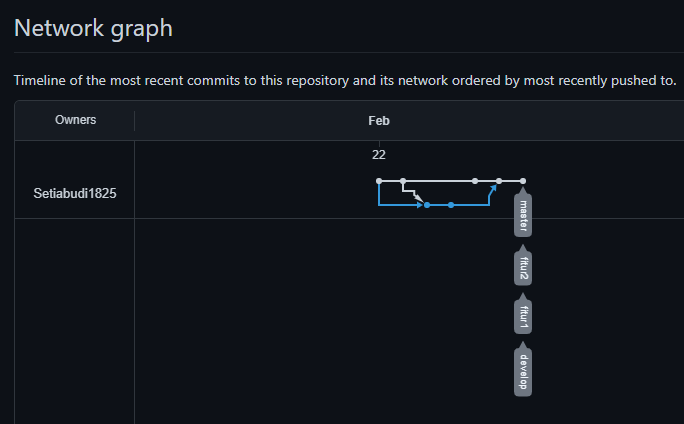 Network graph
Timeline of the most recent commits to this repository and its network ordered by most recently pushed to.
Owners
Feb
22
Setiabudi1825
master
fitur2
fitur1
develop